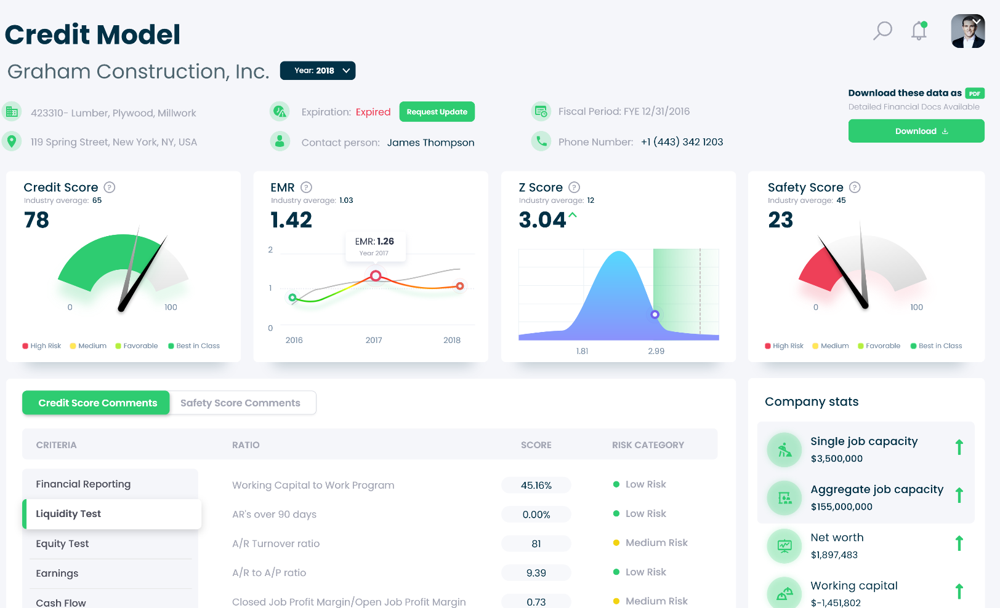 Credit Model
Graham Construction, Inc.
Year: 2018
423310- Lumber, Plywood, Millwork
Expiration: Expired
Request Update
Fiscal Period: FYE 12/31/2016
Download these data as PDF
Detailed Financial Docs Available
Download
119 Spring Street, New York, NY, USA
Contact person: James Thompson
Phone Number: +1 (443) 342 1203
Credit Score ?
Industry average: 65
78
0
100
High Risk Medium Favorable Best in Class
EMR ?
Industry average: 1.03
1.42
EMR: 1.26
Year 2017
2
1
0
2016 2017 2018
Z Score ?
Industry average: 12
3.04
1.81 2.99
Safety Score ?
Industry average: 45
23
0
100
High Risk Medium Favorable Best in Class
Credit Score Comments
Safety Score Comments
CRITERIA RATIO SCORE RISK CATEGORY
Financial Reporting
Liquidity Test
Equity Test
Earnings
Cash Flow
Working Capital to Work Program 45.16% Low Risk
AR's over 90 days 0.00% Low Risk
A/R Turnover ratio 81 Medium Risk
A/R to A/P ratio 9.39 Low Risk
Closed Job Profit Margin/Open Job Profit Margin 0.73 Medium Risk
Company stats
Single job capacity
$3,500,000
Aggregate job capacity
$155,000,000
Net worth
$1,897,483
Working capital
$-1,451,802